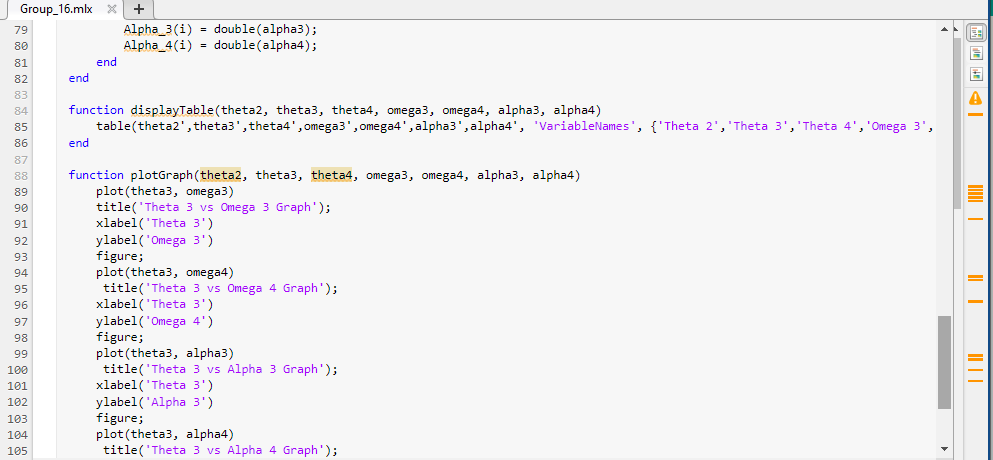 Group_16.mlx
79 Alpha_3(i) = double(alpha3);
80 Alpha_4(i) = double(alpha4);
81 end
82 end
83
84 function displayTable(theta2, theta3, theta4, omega3, omega4, alpha3, alpha4)
85 table(theta2',theta3',theta4',omega3',omega4',alpha3',alpha4', 'VariableNames', {'Theta 2','Theta 3','Theta 4','Omega 3',
86 end
87
88 function plotGraph(theta2, theta3, theta4, omega3, omega4, alpha3, alpha4)
89 plot(theta3, omega3)
90 title('Theta 3 vs Omega 3 Graph');
91 xlabel('Theta 3')
92 ylabel('Omega 3')
93 figure;
94 plot(theta3, omega4)
95 title('Theta 3 vs Omega 4 Graph');
96 xlabel('Theta 3')
97 ylabel('Omega 4')
98 figure;
99 plot(theta3, alpha3)
100 title('Theta 3 vs Alpha 3 Graph');
101 xlabel('Theta 3')
102 ylabel('Alpha 3')
103 figure;
104 plot(theta3, alpha4)
105 title('Theta 3 vs Alpha 4 Graph');